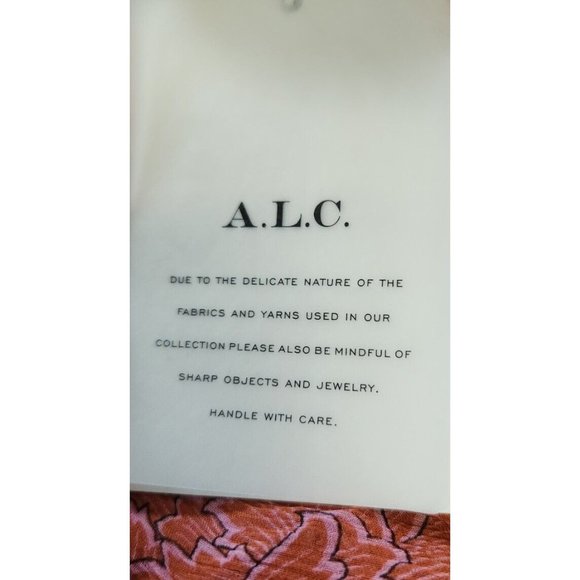 A.L.C.
DUE TO THE DELICATE NATURE OF THE
FABRICS AND YARNS USED IN OUR
COLLECTION PLEASE ALSO BE MINDFUL OF
SHARP OBJECTS AND JEWELRY.
HANDLE WITH CARE.